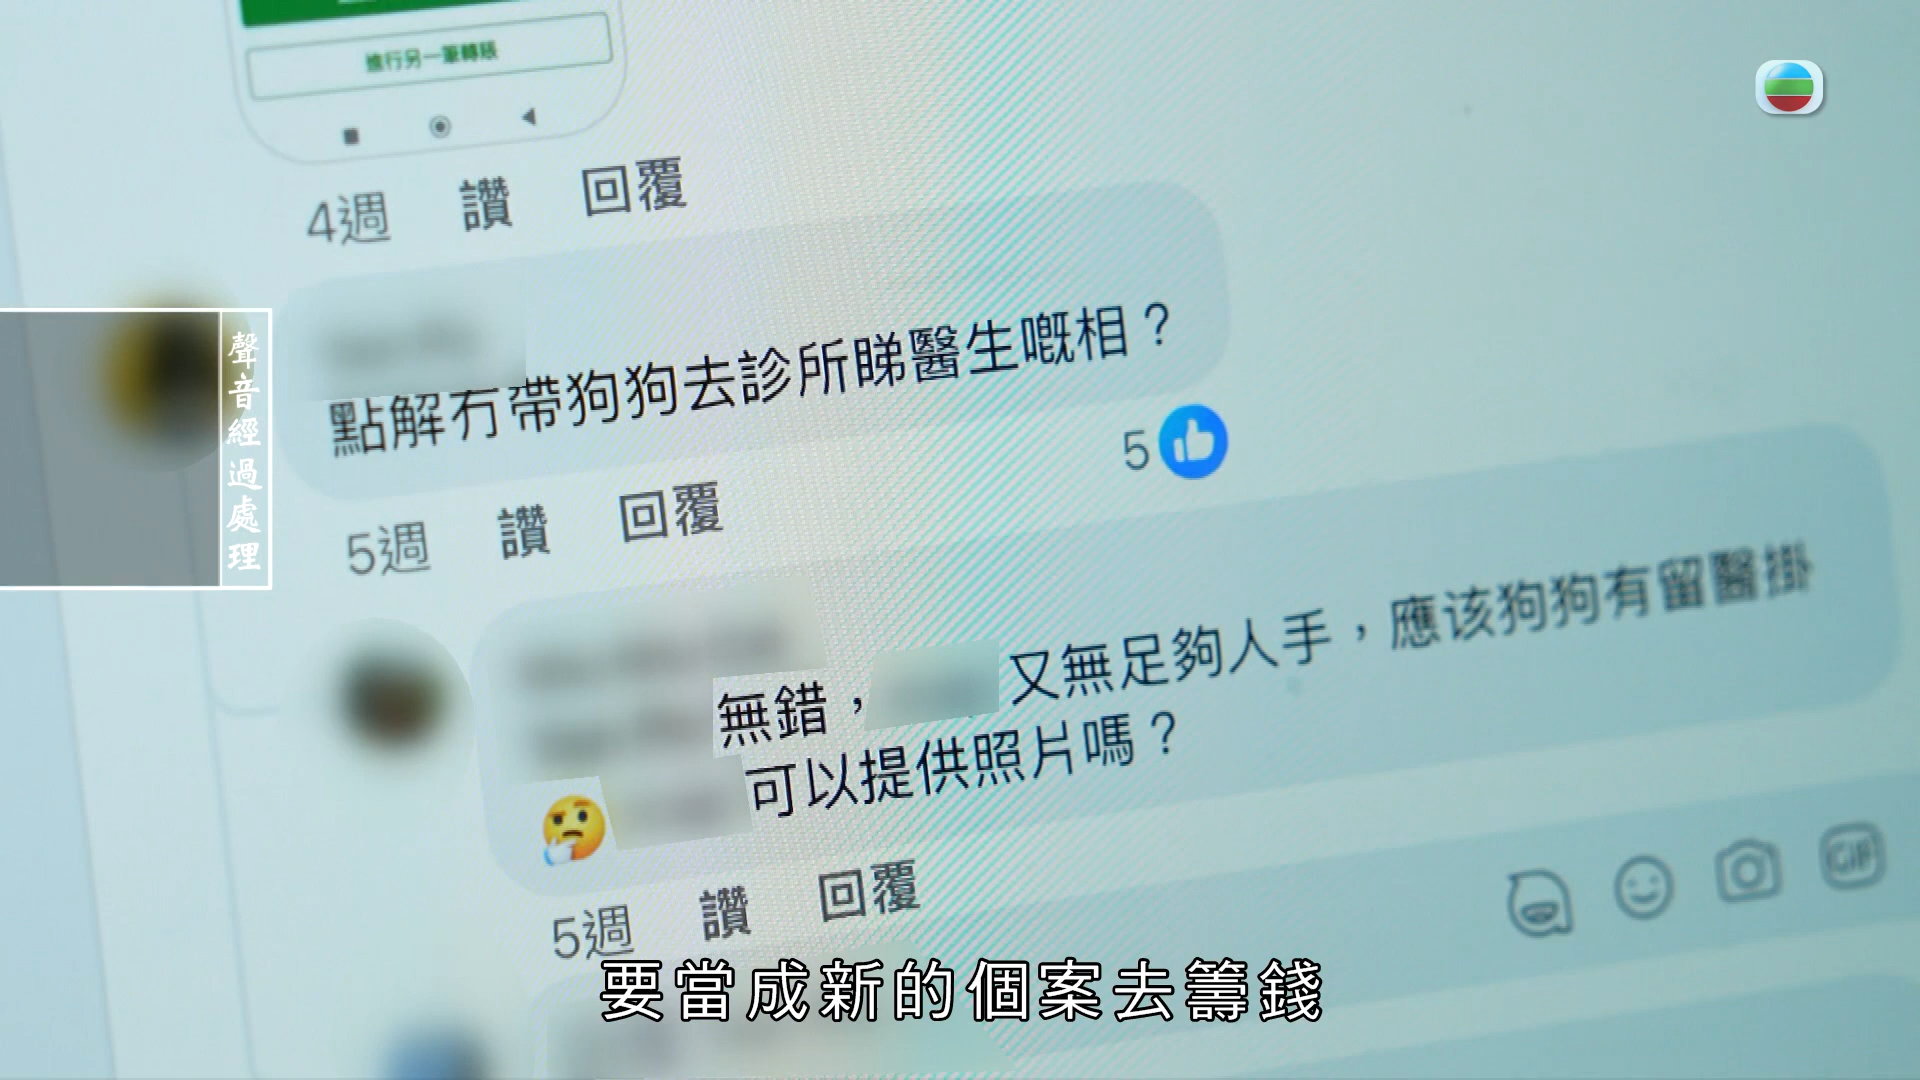 進行另一筆轉賬
4週 讚 回覆
點解冇帶狗狗去診所睇醫生嘅相？
5
5週 讚 回覆
無錯， 又無足夠人手，應该狗狗有留醫掛
🤔 可以提供照片嗎？
5週 讚 回覆
GIF
聲音經過處理
要當成新的個案去籌錢